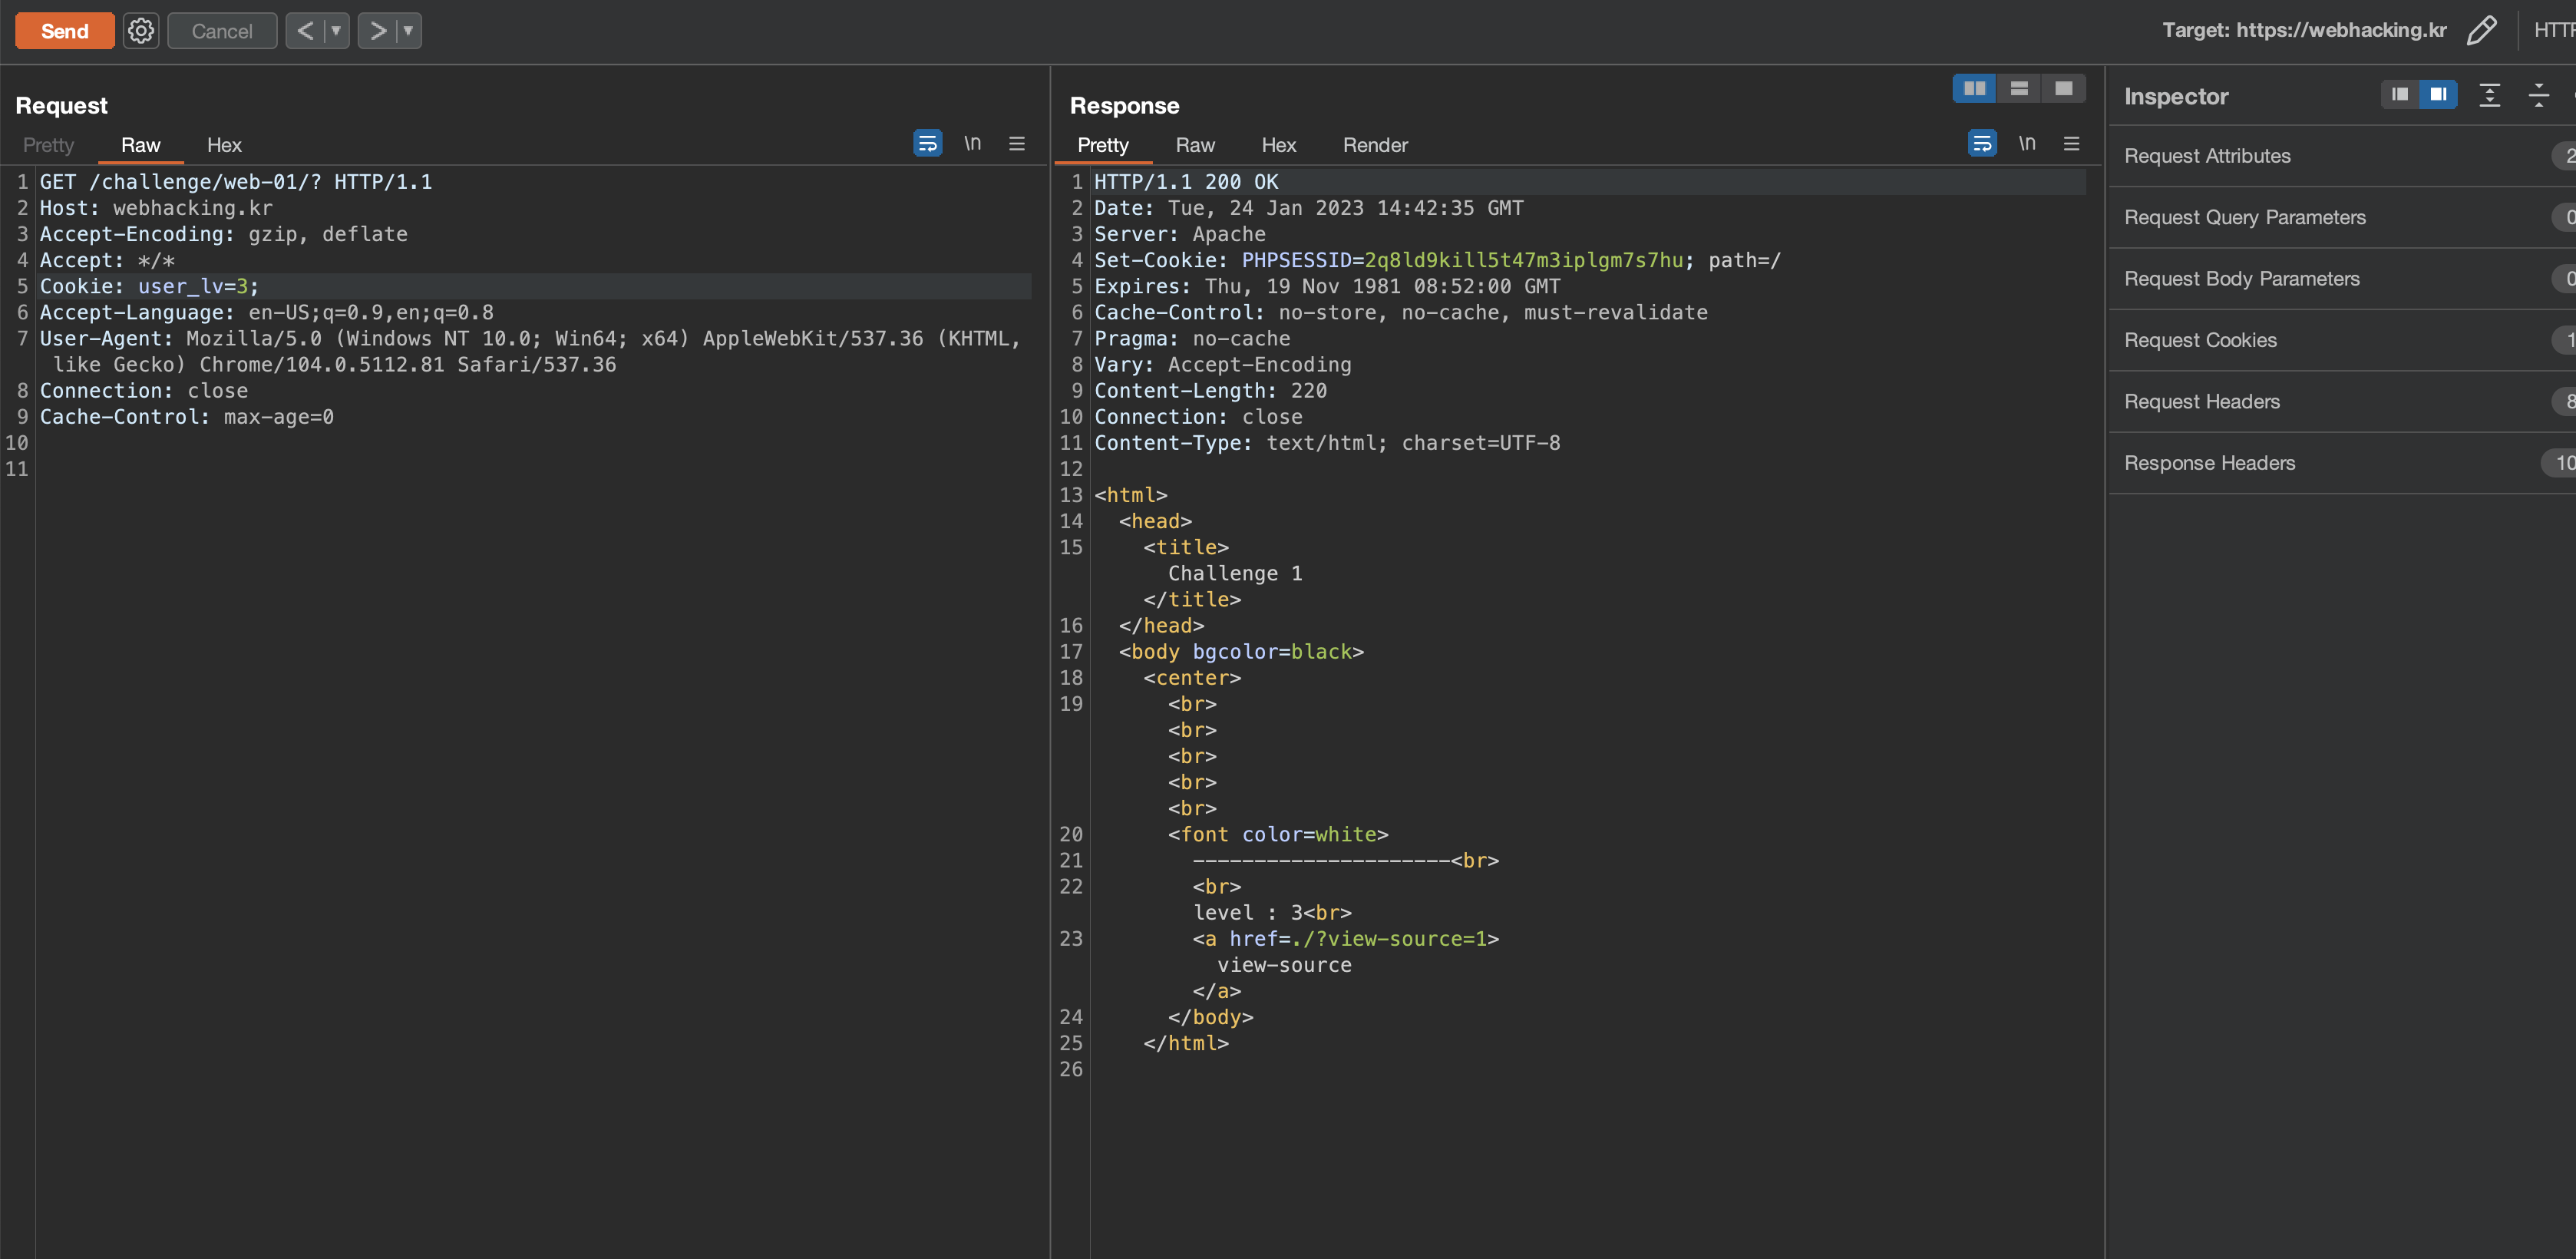 Send
Cancel
<
>
Target: https://webhacking.kr
Request
Pretty
Raw
Hex
\n
1 GET /challenge/web-01/? HTTP/1.1
2 Host: webhacking.kr
3 Accept-Encoding: gzip, deflate
4 Accept: */*
5 Cookie: user_lv=3;
6 Accept-Language: en-US;q=0.9,en;q=0.8
7 User-Agent: Mozilla/5.0 (Windows NT 10.0; Win64; x64) AppleWebKit/537.36 (KHTML,
like Gecko) Chrome/104.0.5112.81 Safari/537.36
8 Connection: close
9 Cache-Control: max-age=0
10
11
Response
Pretty
Raw
Hex
Render
\n
1 HTTP/1.1 200 OK
2 Date: Tue, 24 Jan 2023 14:42:35 GMT
3 Server: Apache
4 Set-Cookie: PHPSESSID=2q8ld9kill5t47m3iplgm7s7hu; path=/
5 Expires: Thu, 19 Nov 1981 08:52:00 GMT
6 Cache-Control: no-store, no-cache, must-revalidate
7 Pragma: no-cache
8 Vary: Accept-Encoding
9 Content-Length: 220
10 Connection: close
11 Content-Type: text/html; charset=UTF-8
12
13 <html>
14 <head>
15 <title>
Challenge 1
</title>
16 </head>
17 <body bgcolor=black>
18 <center>
19 <br>
<br>
<br>
<br>
<br>
20 <font color=white>
21 ---------------------<br>
22 <br>
level : 3<br>
23 <a href=./?view-source=1>
view-source
</a>
24 </body>
25 </html>
26
Inspector
Request Attributes 2
Request Query Parameters 0
Request Body Parameters 0
Request Cookies 1
Request Headers 8
Response Headers 10